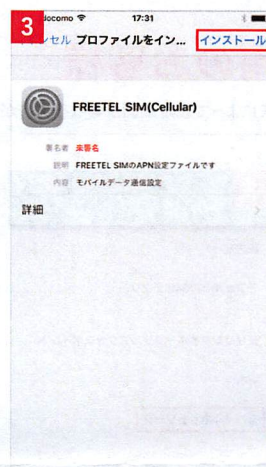 3
docomo 17:31
ンセル プロファイルをイン... インストール
FREETEL SIM(Cellular)
署名者 未署名
説明 FREETEL SIMのAPN設定ファイルです
内容 モバイルデータ通信設定
詳細